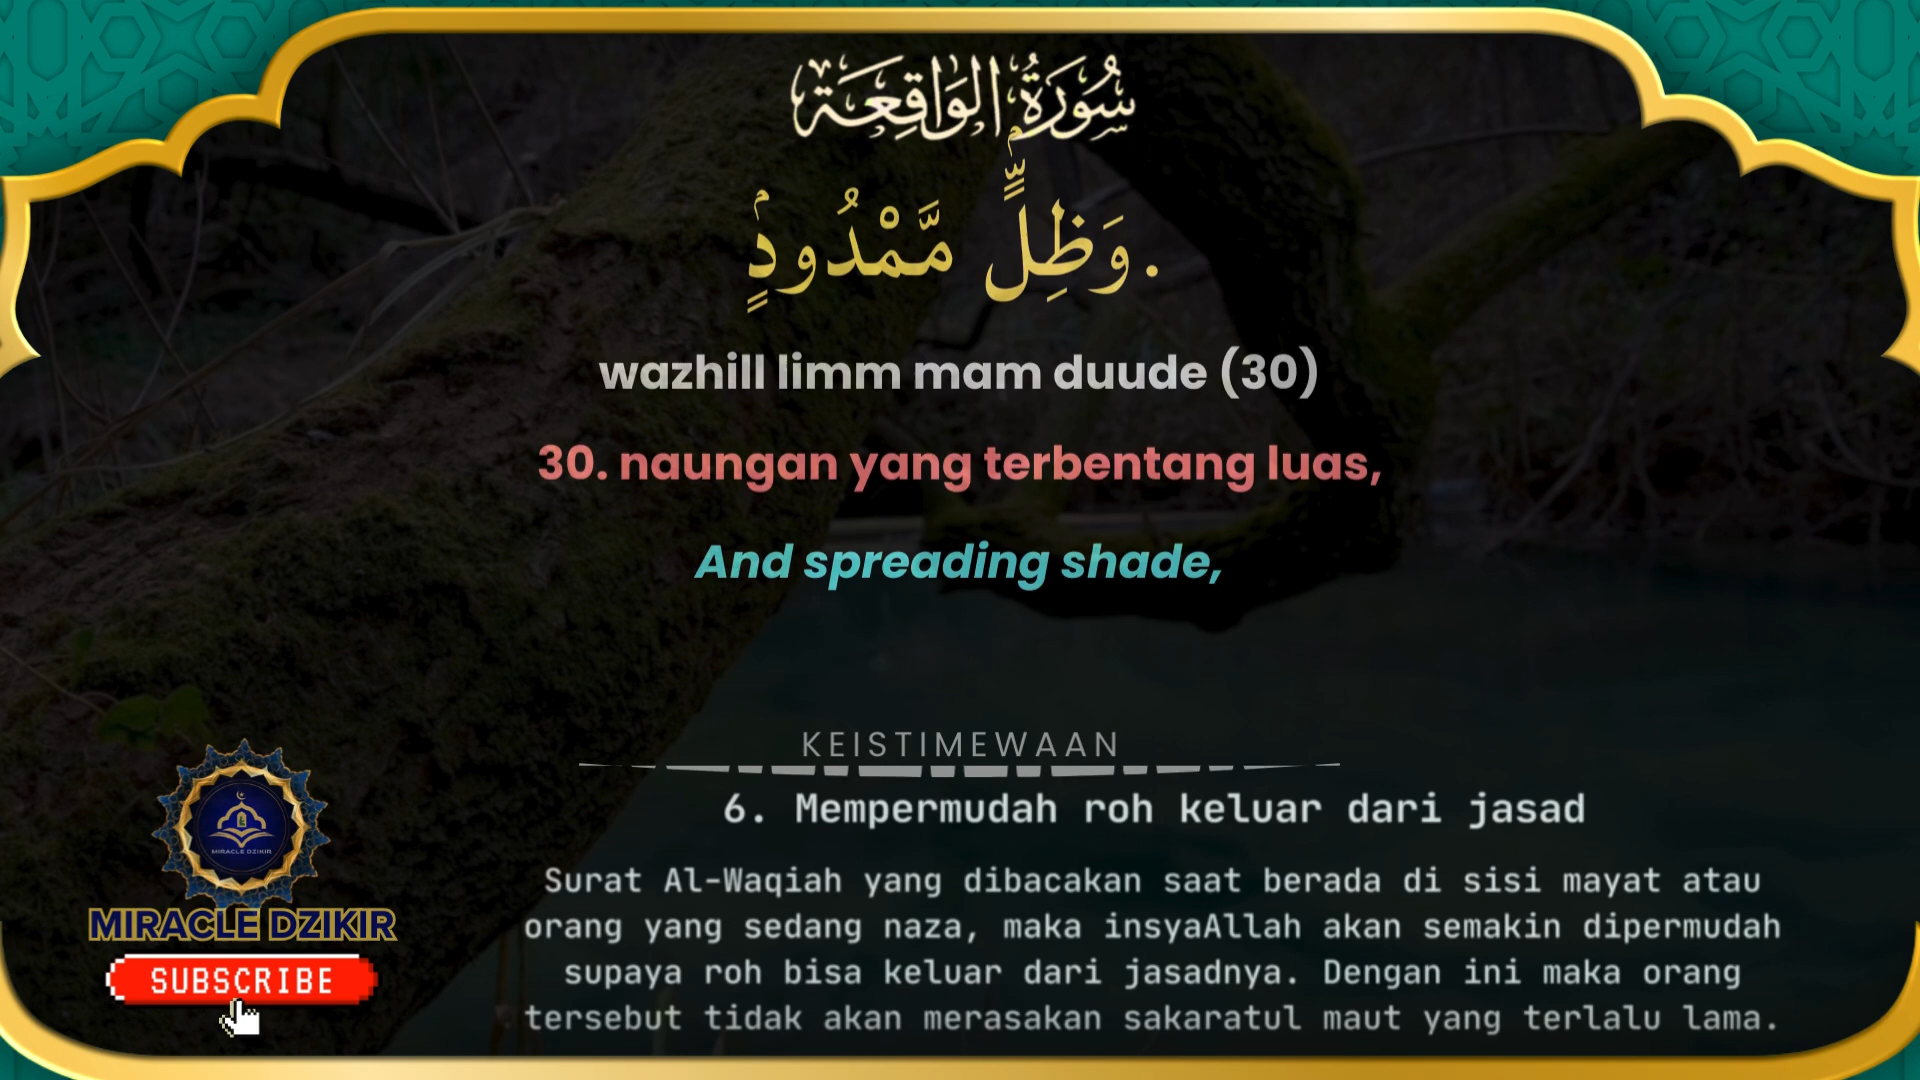 سُورَةُ الوَاقِعَة
.وَظِلٍّۢ مَّمْدُودٍۢ
wazhill limm mam duude (30)
30. naungan yang terbentang luas,
And spreading shade,
KEISTIMEWAAN
6. Mempermudah roh keluar dari jasad
Surat Al-Waqiah yang dibacakan saat berada di sisi mayat atau
orang yang sedang naza, maka insyaAllah akan semakin dipermudah
supaya roh bisa keluar dari jasadnya. Dengan ini maka orang
tersebut tidak akan merasakan sakaratul maut yang terlalu lama.
MIRACLE DZIKIR
MIRACLE DZIKIR
SUBSCRIBE